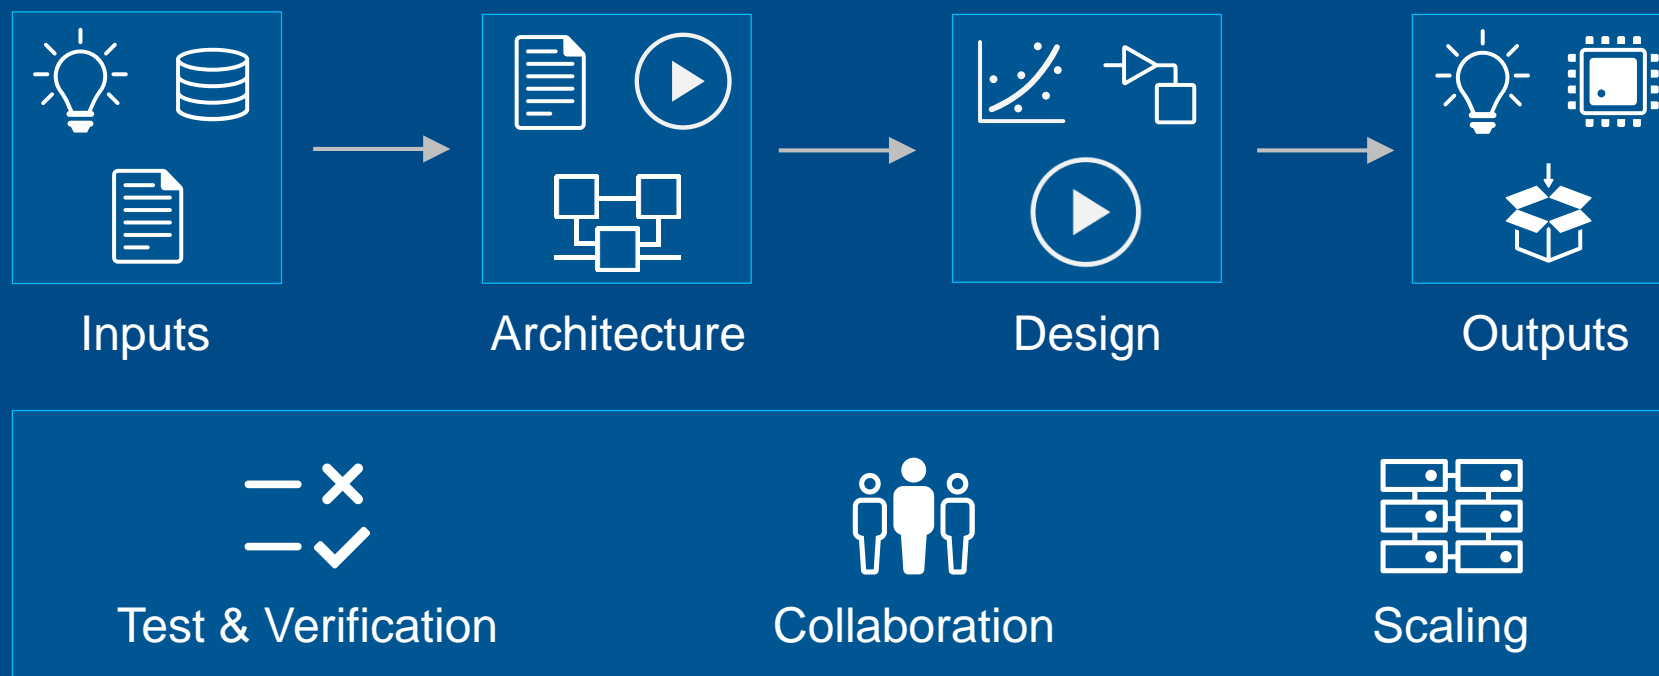 Inputs
Architecture
Design
Outputs
Test & Verification
Collaboration
Scaling